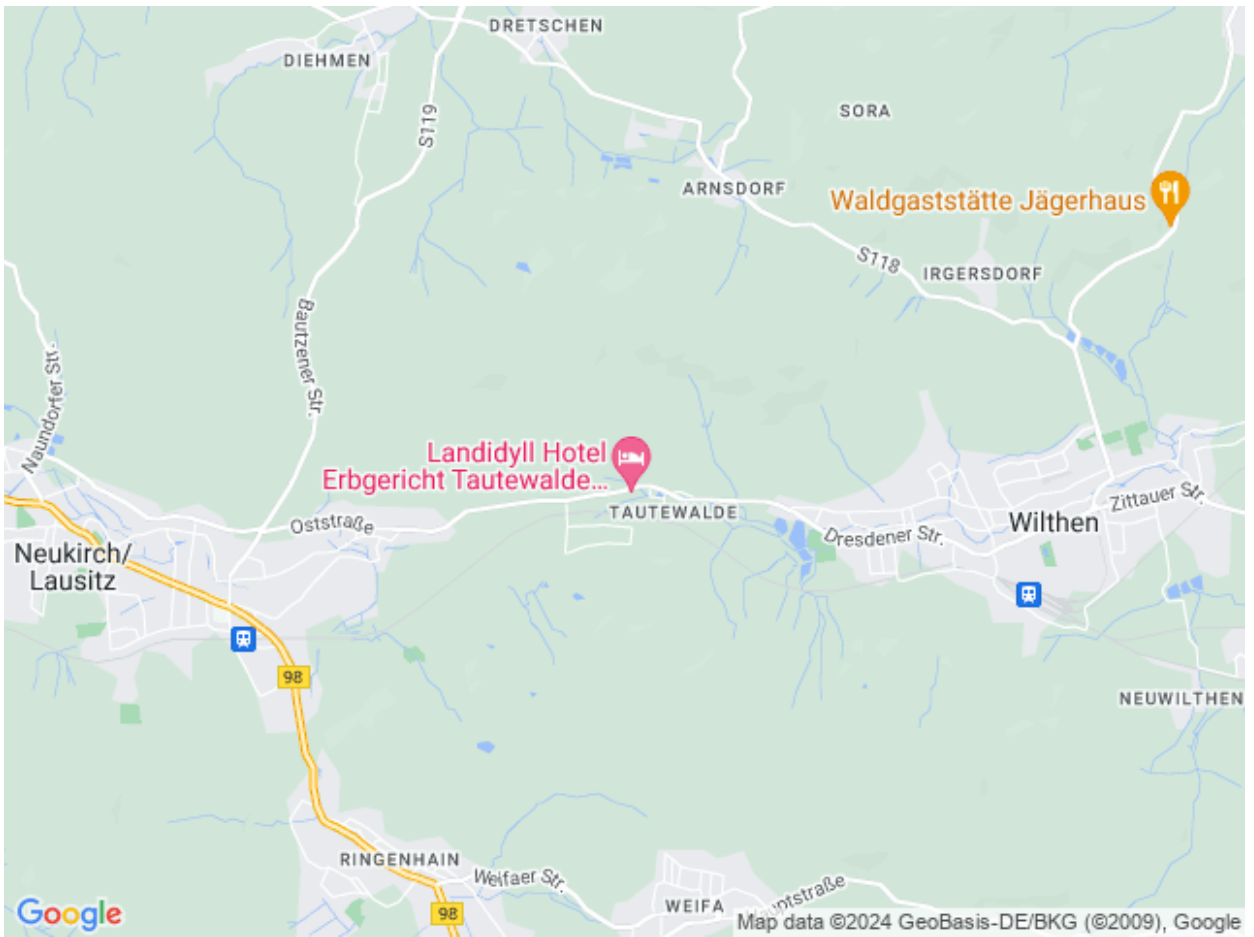 DRETSCHEN
DIEHMEN
S119
SORA
ARNSDORF
Waldgaststätte Jägerhaus
S118
IRGERSDORF
Bautzener Str.
Naundorfer Str.
Landidyll Hotel
Erbgericht Tautewalde...
TAUTEWALDE
Oststraße
Zittauer Str.
Wilthen
Dresdener Str.
Neukirch/
Lausitz
98
NEUWILTHEN
RINGENHAIN
Weifaer Str.
98
WEIFA
Hauptstraße
Google
Map data ©2024 GeoBasis-DE/BKG (©2009), Google